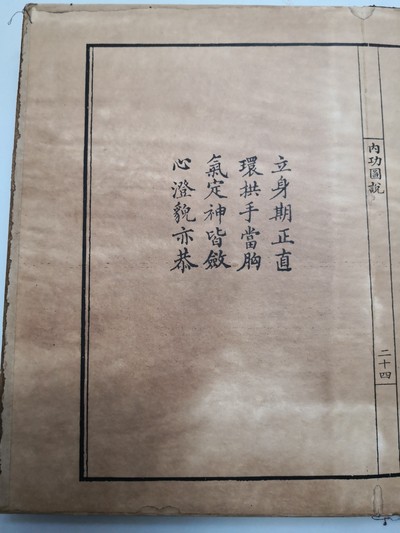 內功圖說
二十四
立身期正直
環拱手當胸
氣定神皆斂
心澄貌亦恭